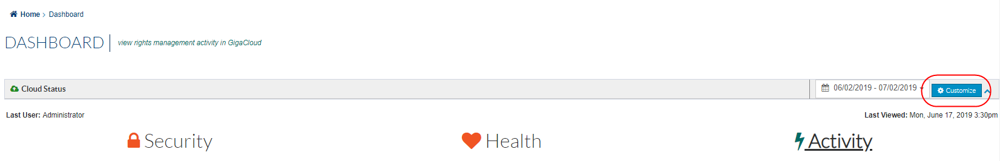 Home > Dashboard
DASHBOARD | view rights management activity in GigaCloud
Cloud Status 06/02/2019 - 07/02/2019 Customize
Last User: Administrator Last Viewed: Mon, June 17, 2019 3:30pm
Security Health Activity